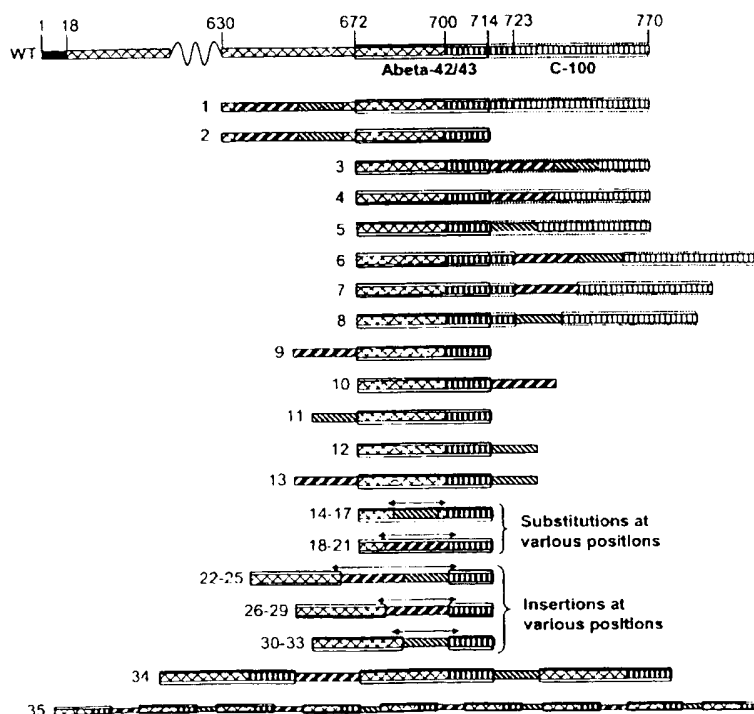 1 18 630 672 700 714 723 770
WT
Abeta-42/43 C-100
1
2
3
4
5
6
7
8
9
10
11
12
13
14-17
18-21
Substitutions at
various positions
22-25
26-29
30-33
Insertions at
various positions
34
35